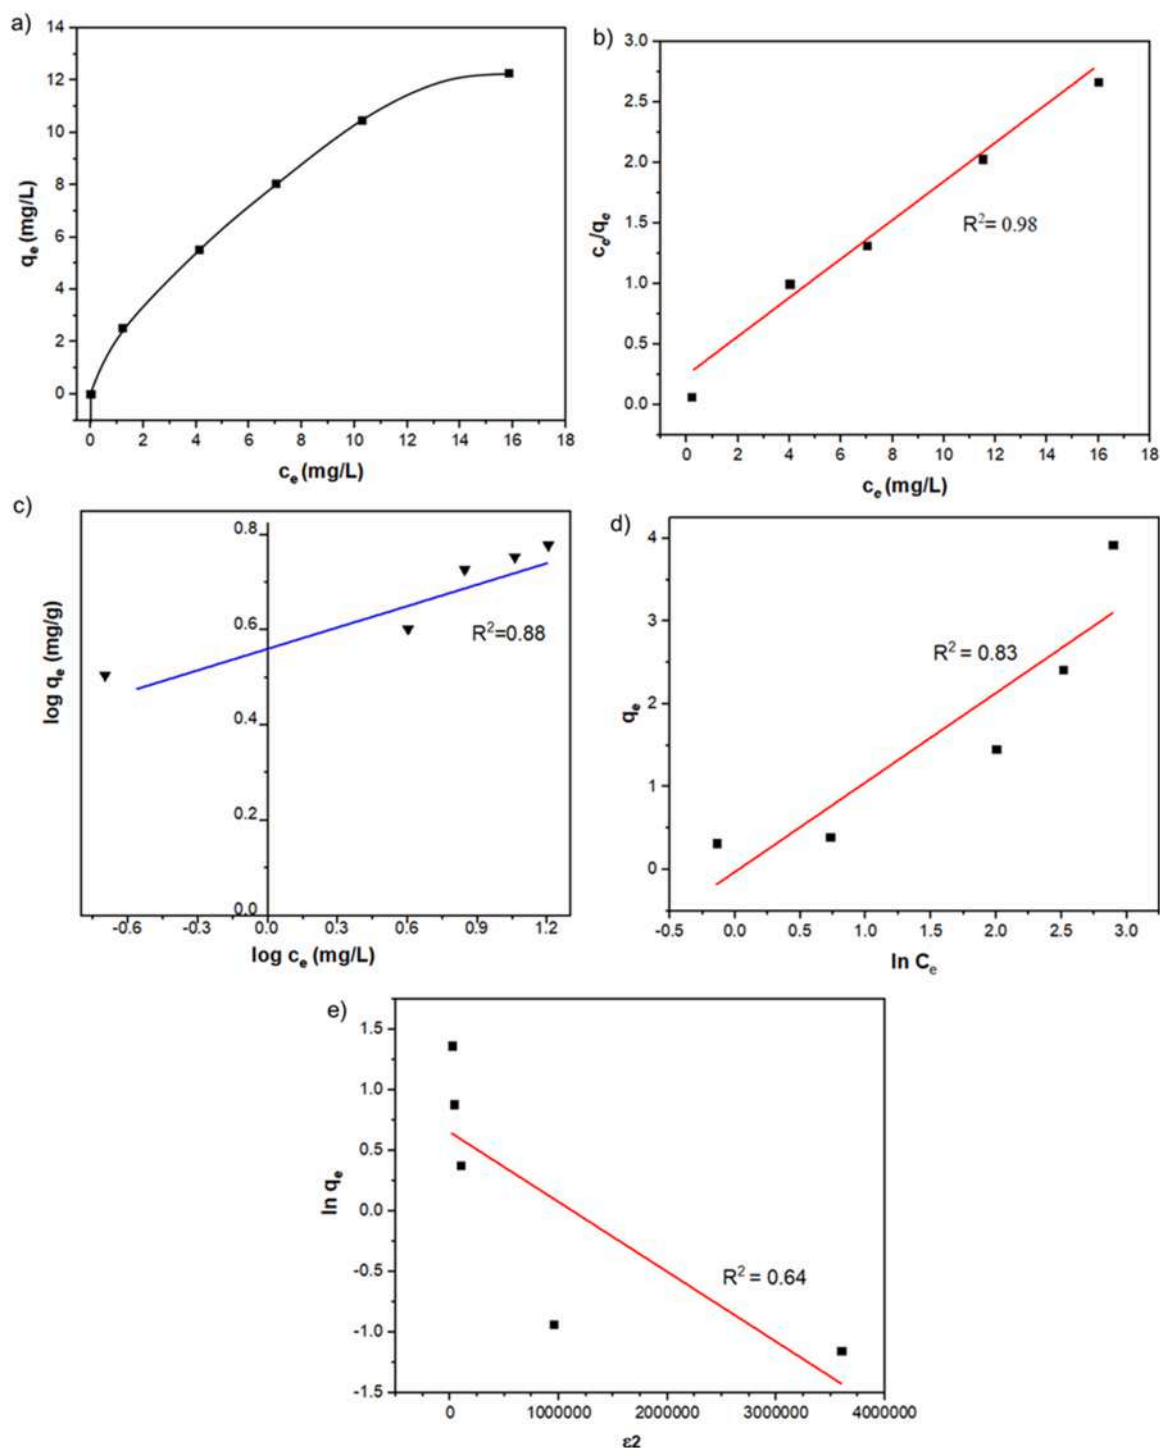 a)
14
12
10
8
6
4
2
0
qₑ (mg/L)
0 2 4 6 8 10 12 14 16 18
cₑ (mg/L)
b)
3.0
2.5
2.0
1.5
1.0
0.5
0.0
cₑ/qₑ
R²= 0.98
0 2 4 6 8 10 12 14 16 18
cₑ (mg/L)
c)
0.8
0.6
0.4
0.2
0.0
log qₑ (mg/g)
R²=0.88
-0.6 -0.3 0.0 0.3 0.6 0.9 1.2
log cₑ (mg/L)
d)
4
3
2
1
0
qₑ
R² = 0.83
-0.5 0.0 0.5 1.0 1.5 2.0 2.5 3.0
ln Cₑ
e)
1.5
1.0
0.5
0.0
-0.5
-1.0
-1.5
ln qₑ
R² = 0.64
0 1000000 2000000 3000000 4000000
ε2